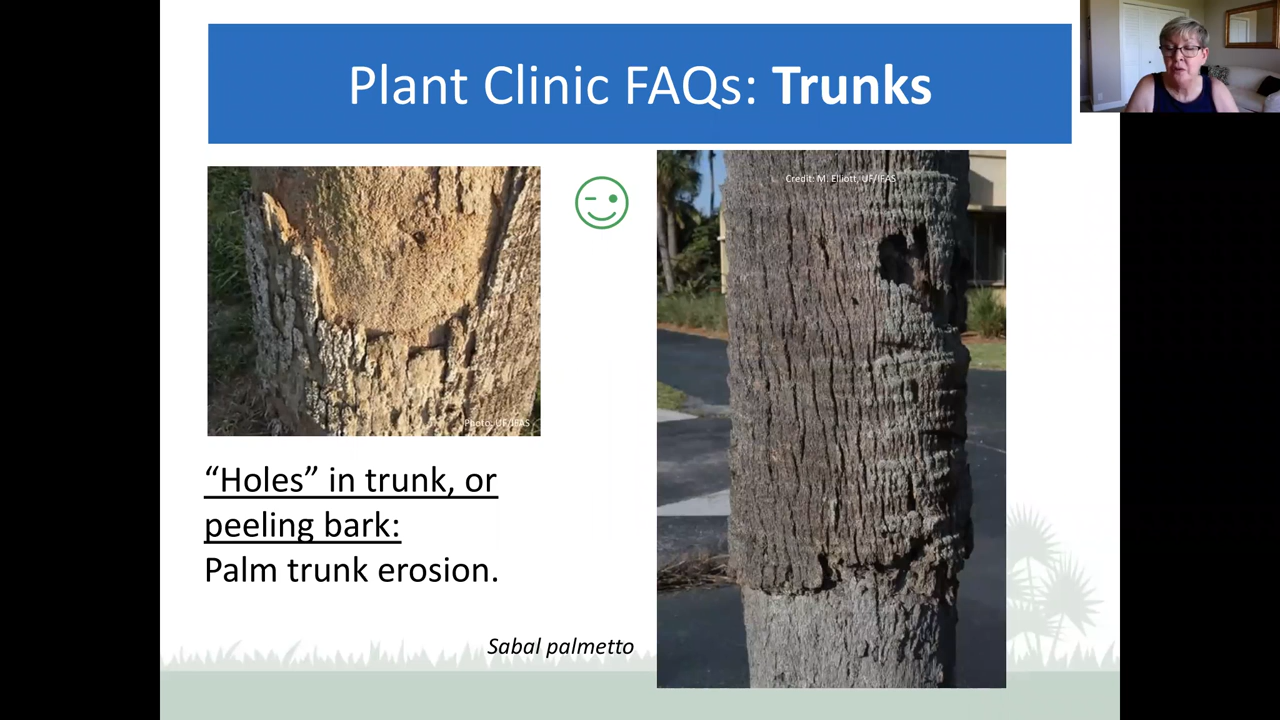 Plant Clinic FAQs: Trunks
Credit: M. Elliott, UF/IFAS
Photo: UF/IFAS
“Holes” in trunk, or
peeling bark:
Palm trunk erosion.
Sabal palmetto